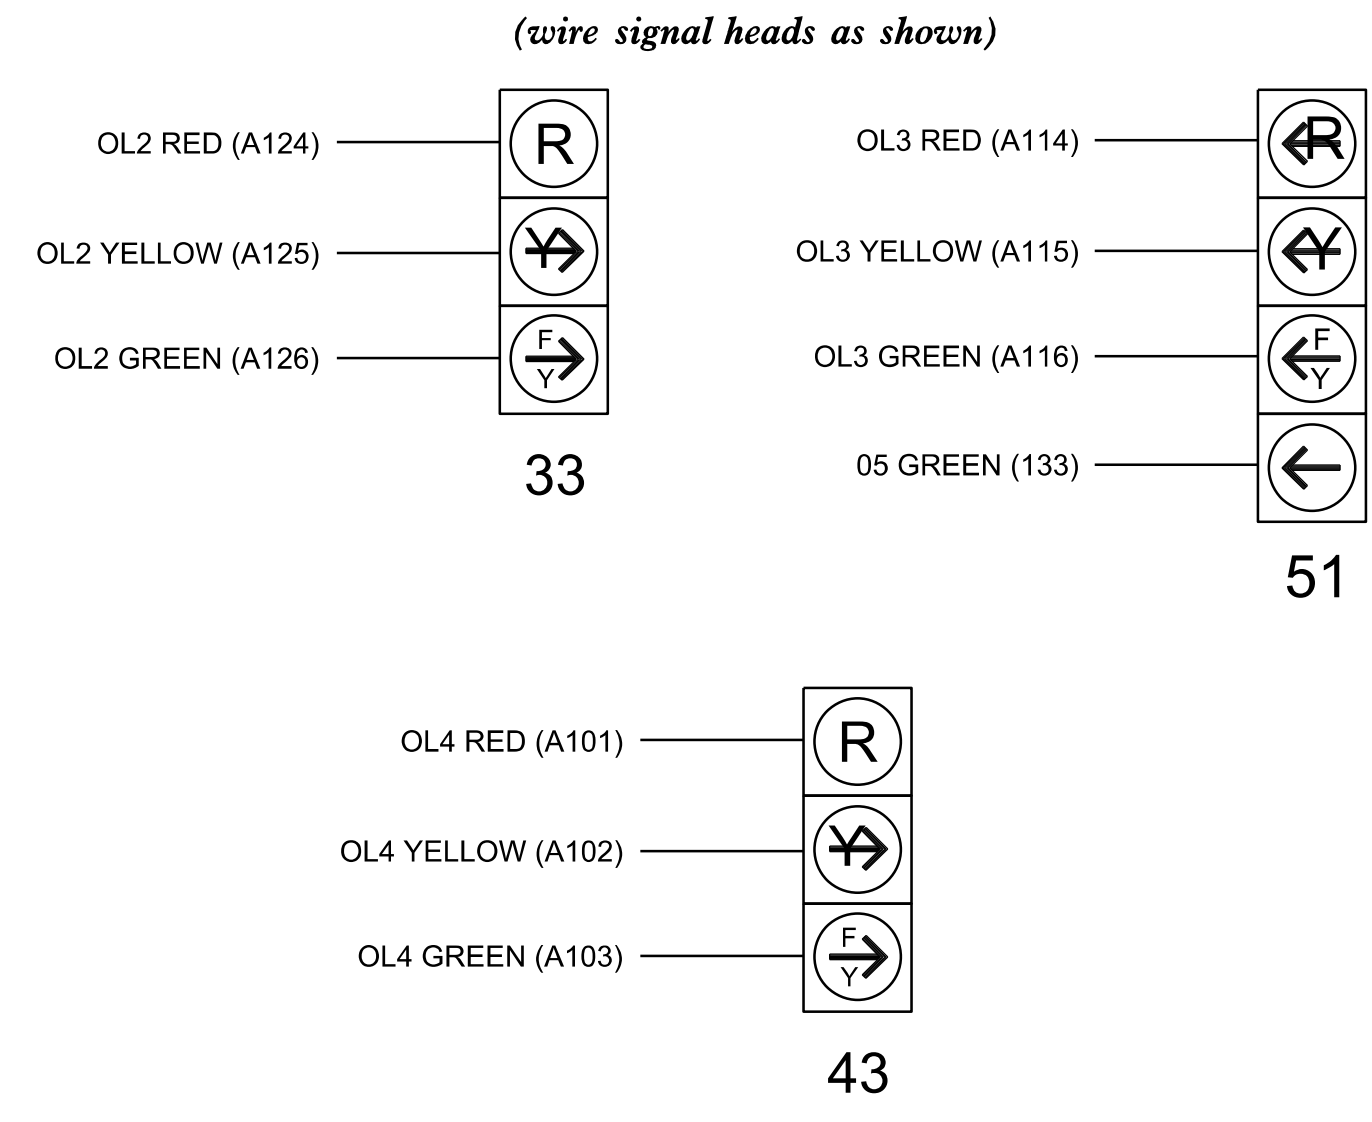 (wire signal heads as shown)
OL2 RED (A124)
R
OL2 YELLOW (A125)
Y
OL2 GREEN (A126)
F
Y
33
OL3 RED (A114)
R
OL3 YELLOW (A115)
Y
OL3 GREEN (A116)
F
Y
05 GREEN (133)
51
OL4 RED (A101)
R
OL4 YELLOW (A102)
Y
OL4 GREEN (A103)
F
Y
43